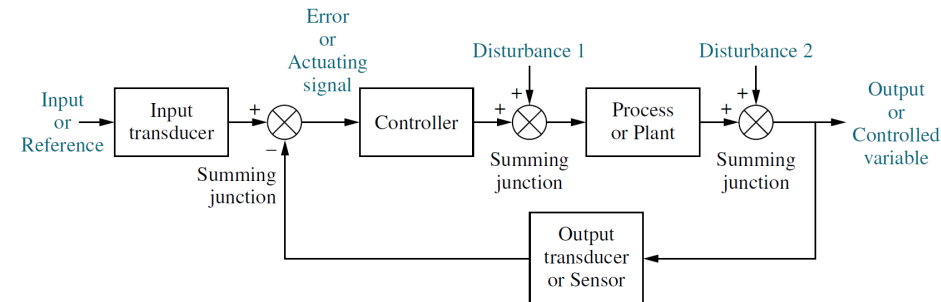 Error
or
Actuating
signal
Disturbance 1
Disturbance 2
Input
or
Reference
Input
transducer
+
−
Summing
junction
Controller
+
+
Summing
junction
Process
or Plant
+
+
Summing
junction
Output
or
Controlled
variable
Output
transducer
or Sensor